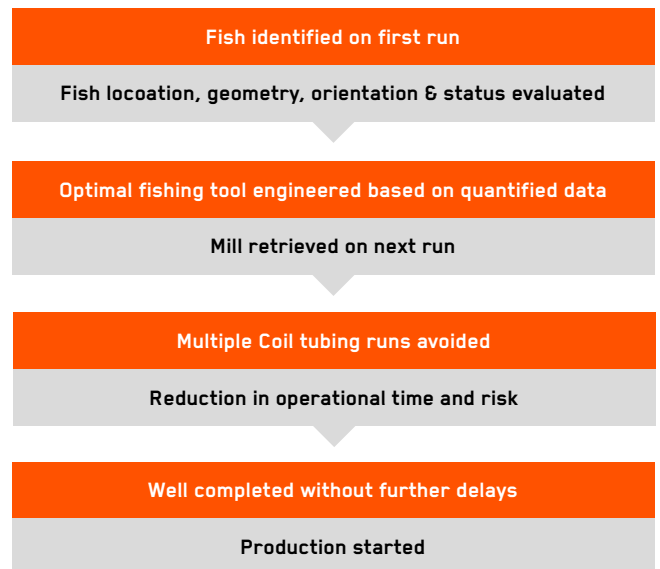 Fish identified on first run
Fish locoation, geometry, orientation & status evaluated
Optimal fishing tool engineered based on quantified data
Mill retrieved on next run
Multiple Coil tubing runs avoided
Reduction in operational time and risk
Well completed without further delays
Production started